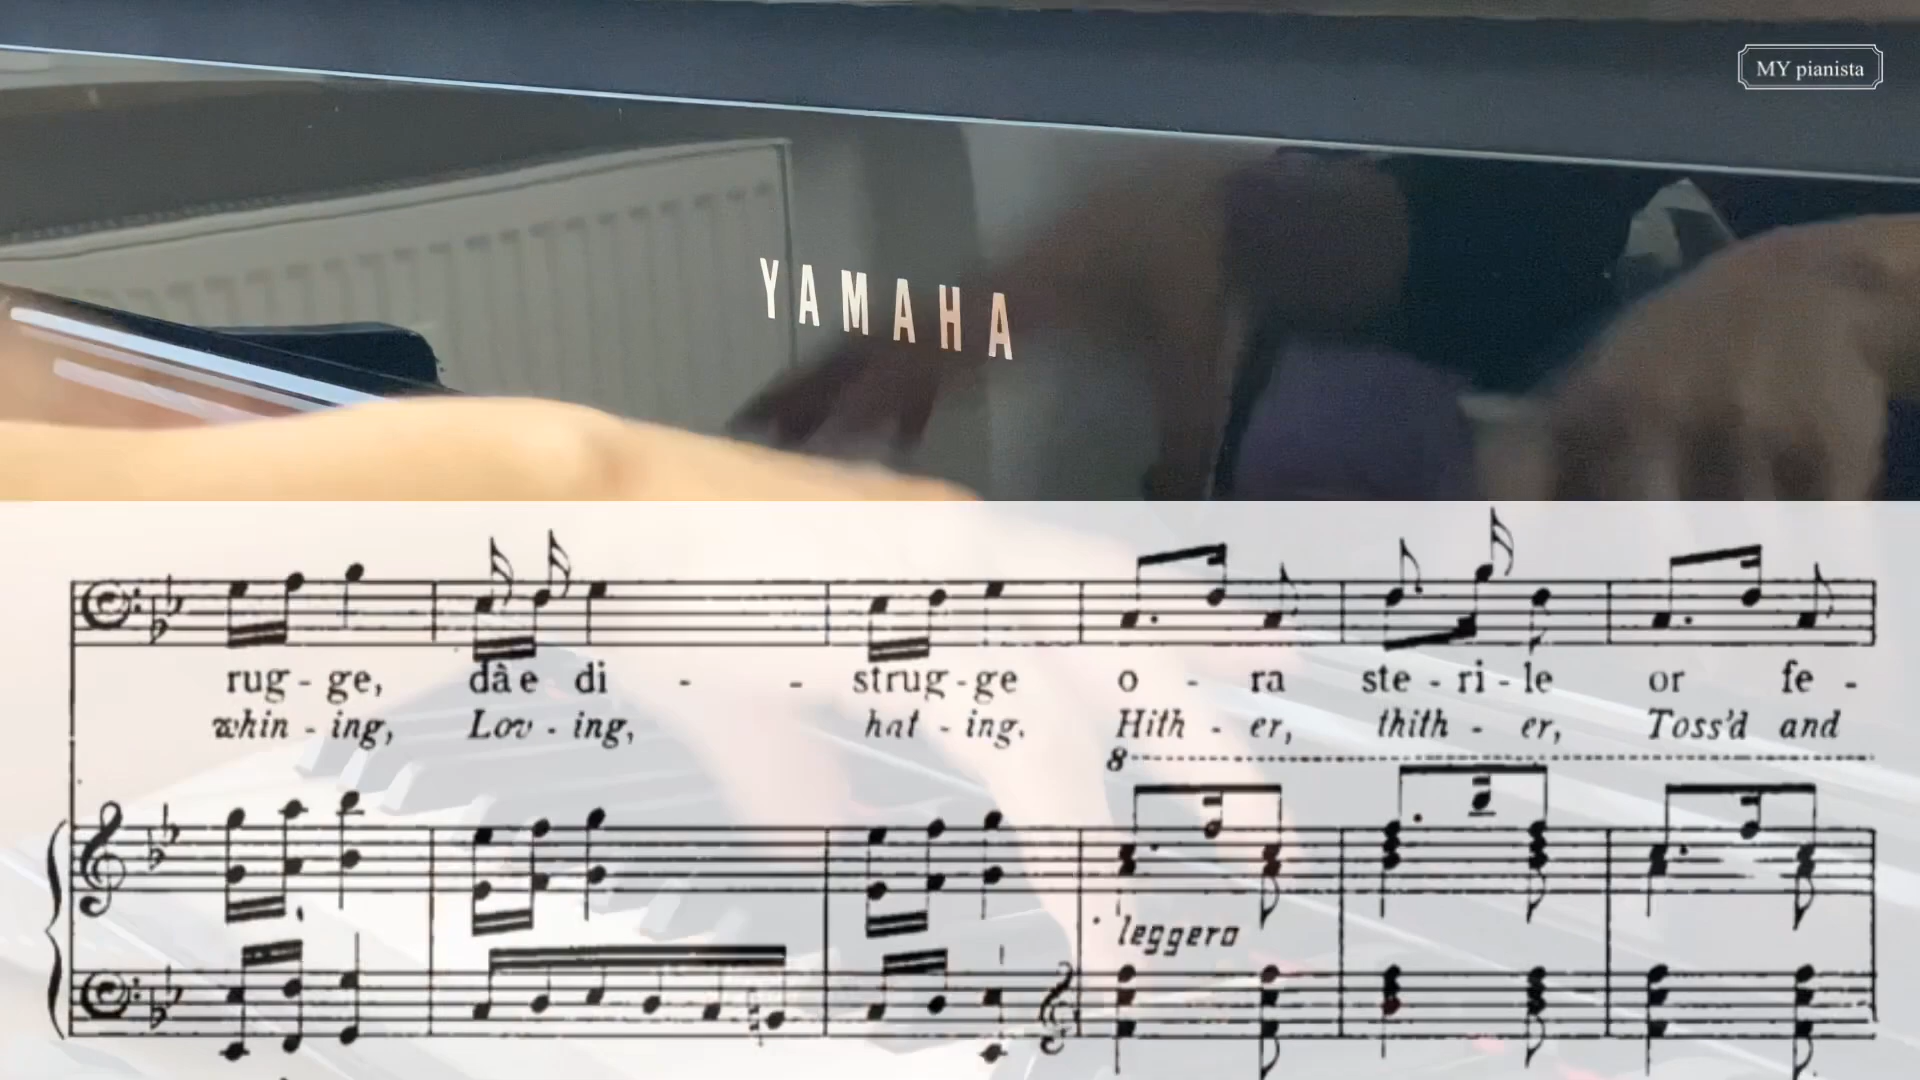 MY pianista
YAMAHA
rug - ge, dàe di - - strug - ge o - ra ste - ri - le or fe -
whin - ing, Lov - ing, hat - ing. Hith - er, thith - er, Toss'd and
8
leggero